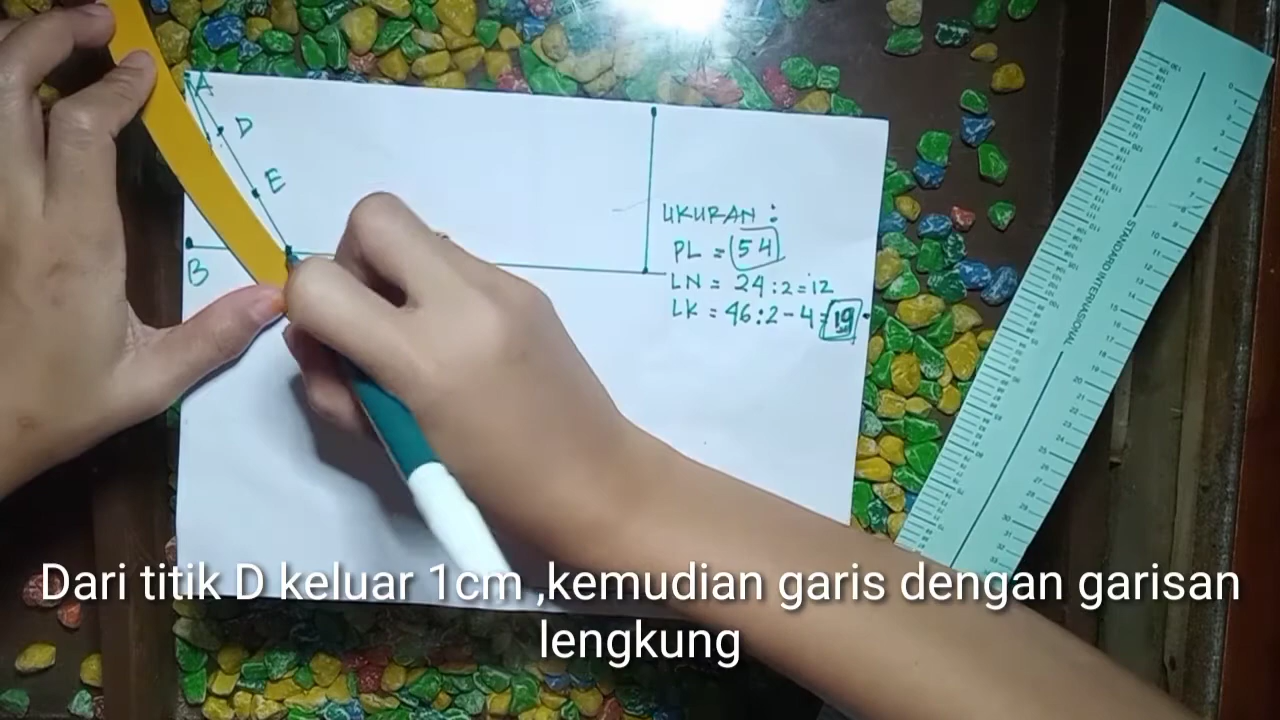 A
D
E
B
UKURAN :
PL = 54
LN = 24 : 2 = 12
LK = 46 : 2 - 4 = 19
STANDARD INTERNASIONAL
Dari titik D keluar 1cm ,kemudian garis dengan garisan
lengkung